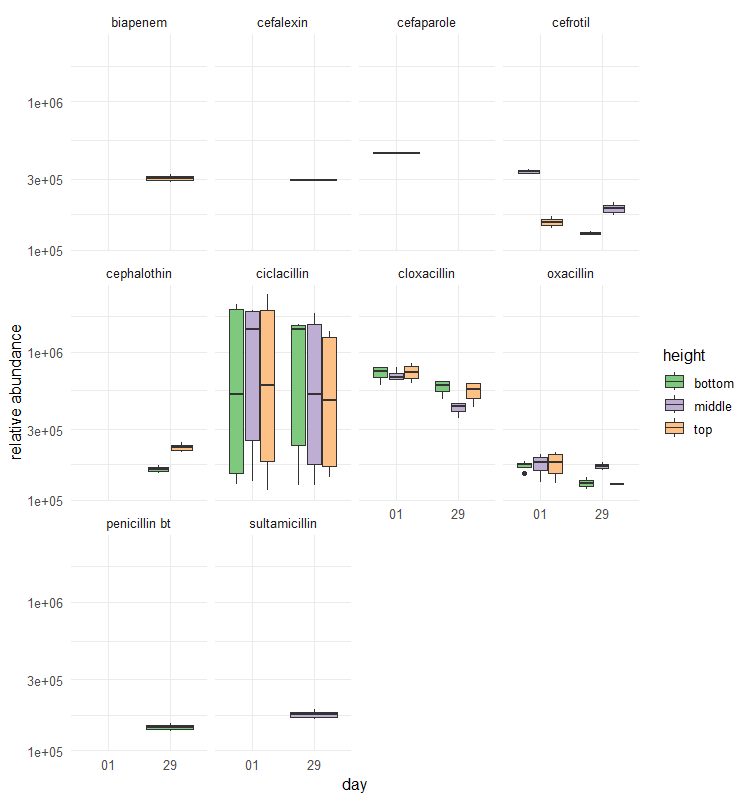 biapenem cefalexin cefaparole cefrotil
1e+06
3e+05
1e+05
cephalothin ciclacillin cloxacillin oxacillin
1e+06
3e+05
1e+05
01 29 01 29
penicillin bt sultamicillin
1e+06
3e+05
1e+05
01 29 01 29
day
relative abundance
height
bottom
middle
top